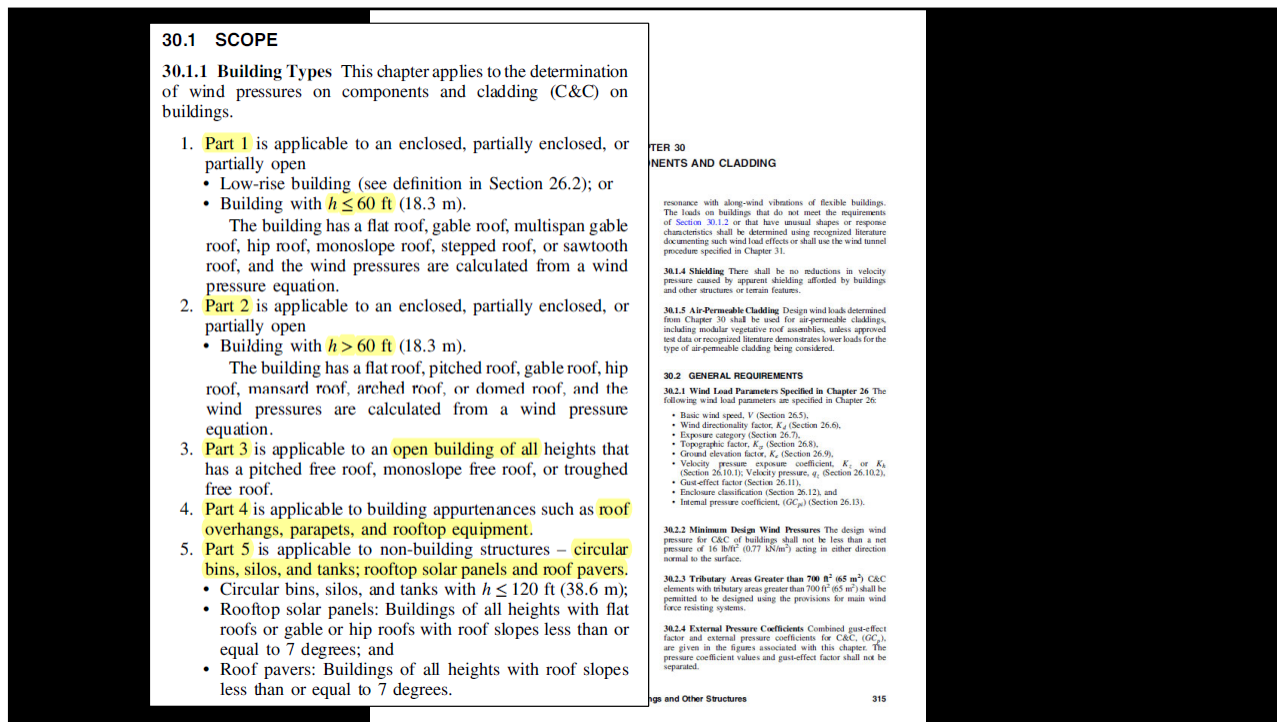 30.1 SCOPE
30.1.1 Building Types This chapter applies to the determination
of wind pressures on components and cladding (C&C) on
buildings.
1. Part 1 is applicable to an enclosed, partially enclosed, or
partially open
• Low-rise building (see definition in Section 26.2); or
• Building with h ≤ 60 ft (18.3 m).
The building has a flat roof, gable roof, multispan gable
roof, hip roof, monoslope roof, stepped roof, or sawtooth
roof, and the wind pressures are calculated from a wind
pressure equation.
2. Part 2 is applicable to an enclosed, partially enclosed, or
partially open
• Building with h > 60 ft (18.3 m).
The building has a flat roof, pitched roof, gable roof, hip
roof, mansard roof, arched roof, or domed roof, and the
wind pressures are calculated from a wind pressure
equation.
3. Part 3 is applicable to an open building of all heights that
has a pitched free roof, monoslope free roof, or troughed
free roof.
4. Part 4 is applicable to building appurtenances such as roof
overhangs, parapets, and rooftop equipment.
5. Part 5 is applicable to non-building structures – circular
bins, silos, and tanks; rooftop solar panels and roof pavers.
• Circular bins, silos, and tanks with h ≤ 120 ft (38.6 m);
• Rooftop solar panels: Buildings of all heights with flat
roofs or gable or hip roofs with roof slopes less than or
equal to 7 degrees; and
• Roof pavers: Buildings of all heights with roof slopes
less than or equal to 7 degrees.
TER 30
NENTS AND CLADDING
resonance with along-wind vibrations of flexible buildings.
The loads on buildings that do not meet the requirements
of Section 30.1.2 or that have unusual shapes or response
characteristics shall be determined using recognized literature
documenting such wind load effects or shall use the wind tunnel
procedure specified in Chapter 31.
30.1.4 Shielding There shall be no reductions in velocity
pressure caused by apparent shielding afforded by buildings
and other structures or terrain features.
30.1.5 Air-Permeable Cladding Design wind loads determined
from Chapter 30 shall be used for air-permeable claddings,
including modular vegetative roof assemblies, unless approved
test data or recognized literature demonstrates lower loads for the
type of air-permeable cladding being considered.
30.2 GENERAL REQUIREMENTS
30.2.1 Wind Load Parameters Specified in Chapter 26 The
following wind load parameters are specified in Chapter 26:
• Basic wind speed, V (Section 26.5),
• Wind directionality factor, Kd (Section 26.6),
• Exposure category (Section 26.7),
• Topographic factor, Kzt (Section 26.8),
• Ground elevation factor, Ke (Section 26.9),
• Velocity pressure exposure coefficient, Kz or Kh
(Section 26.10.1); Velocity pressure, qz (Section 26.10.2),
• Gust-effect factor (Section 26.11),
• Enclosure classification (Section 26.12), and
• Internal pressure coefficient, (GCpi) (Section 26.13).
30.2.2 Minimum Design Wind Pressures The design wind
pressure for C&C of buildings shall not be less than a net
pressure of 16 lb/ft² (0.77 kN/m²) acting in either direction
normal to the surface.
30.2.3 Tributary Areas Greater than 700 ft² (65 m²) C&C
elements with tributary areas greater than 700 ft² (65 m²) shall be
permitted to be designed using the provisions for main wind
force resisting systems.
30.2.4 External Pressure Coefficients Combined gust-effect
factor and external pressure coefficients for C&C, (GCp),
are given in the figures associated with this chapter. The
pressure coefficient values and gust-effect factor shall not be
separated.
ngs and Other Structures 315